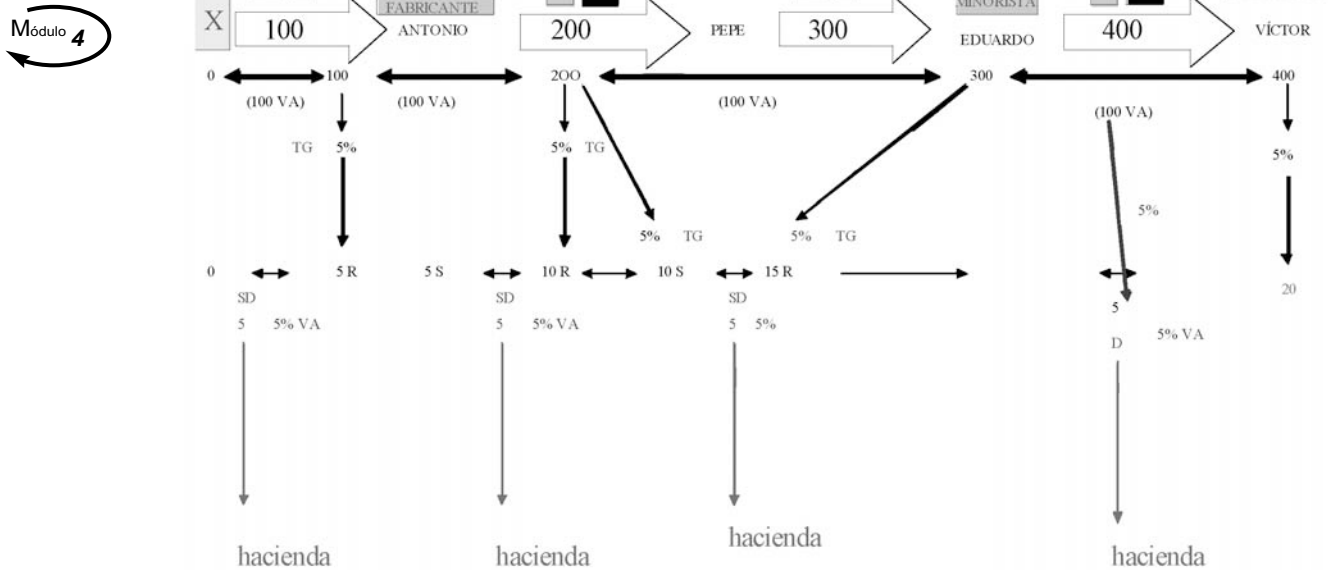 Módulo 4
FABRICANTE
MINORISTA
X 100 ANTONIO 200 PEPE 300 EDUARDO 400 VÍCTOR
0 100 2OO 300 400
(100 VA) (100 VA) (100 VA) (100 VA)
TG 5% 5% TG 5%
5%
5% TG 5% TG
0 5 R 5 S 10 R 10 S 15 R
20
SD SD SD 5
5 5% VA 5 5% VA 5 5% D 5% VA
hacienda hacienda hacienda hacienda